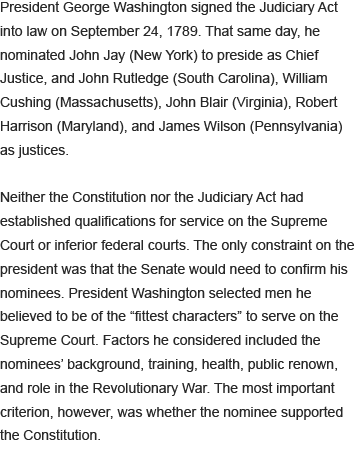 President George Washington signed the Judiciary Act
into law on September 24, 1789. That same day, he
nominated John Jay (New York) to preside as Chief
Justice, and John Rutledge (South Carolina), William
Cushing (Massachusetts), John Blair (Virginia), Robert
Harrison (Maryland), and James Wilson (Pennsylvania)
as justices.

Neither the Constitution nor the Judiciary Act had
established qualifications for service on the Supreme
Court or inferior federal courts. The only constraint on the
president was that the Senate would need to confirm his
nominees. President Washington selected men he
believed to be of the “fittest characters” to serve on the
Supreme Court. Factors he considered included the
nominees’ background, training, health, public renown,
and role in the Revolutionary War. The most important
criterion, however, was whether the nominee supported
the Constitution.